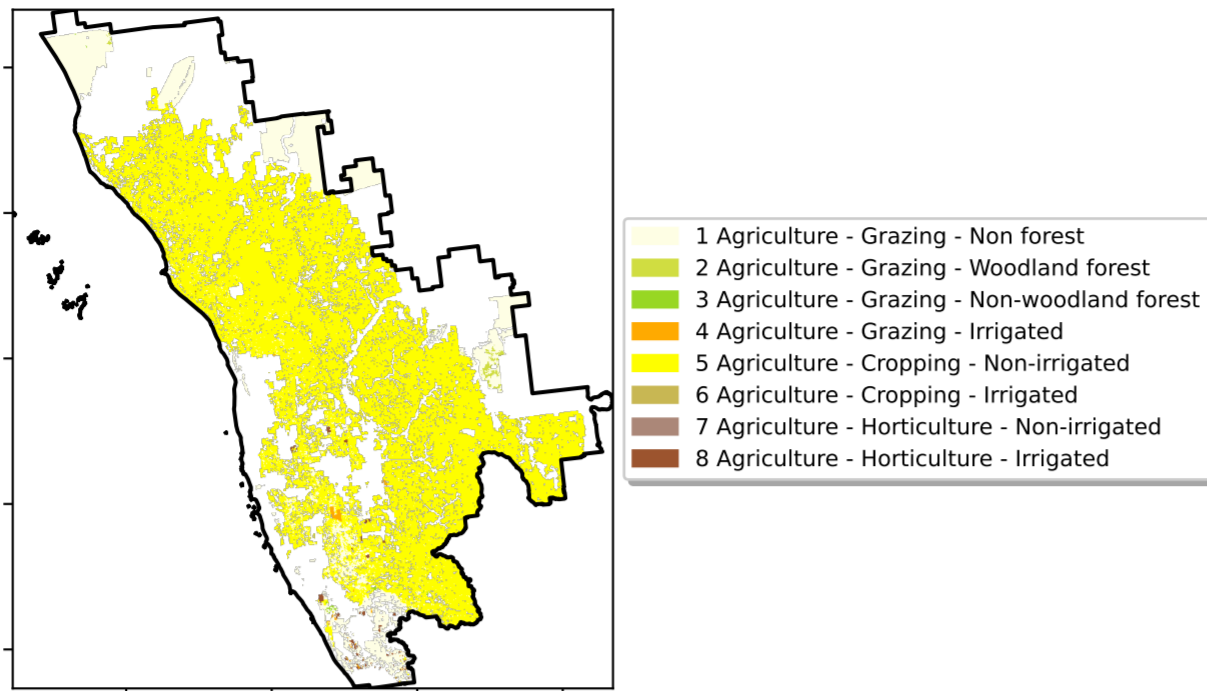 1 Agriculture - Grazing - Non forest
2 Agriculture - Grazing - Woodland forest
3 Agriculture - Grazing - Non-woodland forest
4 Agriculture - Grazing - Irrigated
5 Agriculture - Cropping - Non-irrigated
6 Agriculture - Cropping - Irrigated
7 Agriculture - Horticulture - Non-irrigated
8 Agriculture - Horticulture - Irrigated